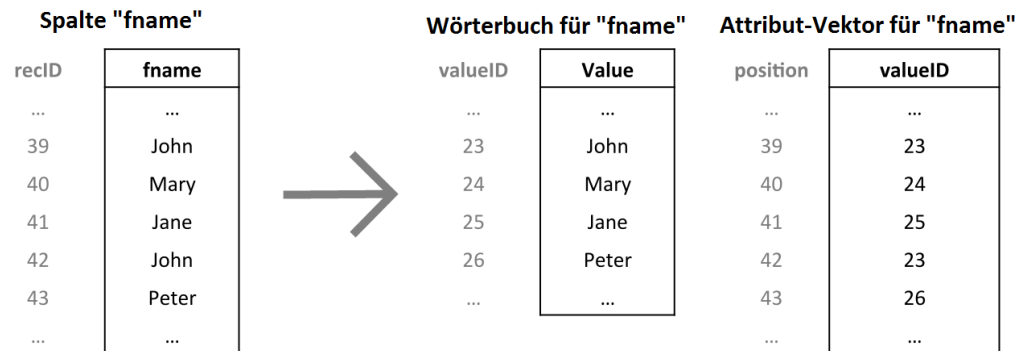 Spalte "fname"
recID fname
... ...
39 John
40 Mary
41 Jane
42 John
43 Peter
... ...
Wörterbuch für "fname"
valueID Value
... ...
23 John
24 Mary
25 Jane
26 Peter
... ...
Attribut-Vektor für "fname"
position valueID
... ...
39 23
40 24
41 25
42 23
43 26
... ...